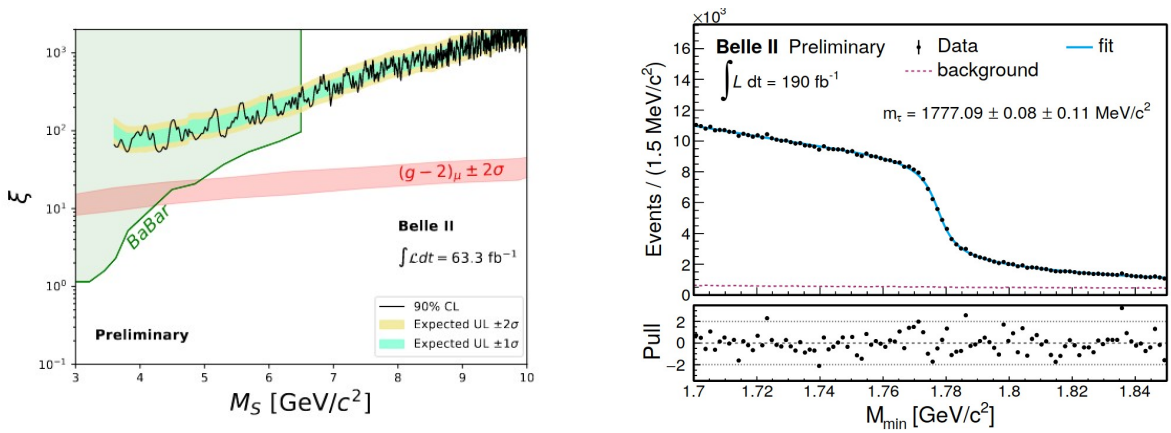 10³
10²
10¹
10⁰
10⁻¹
ξ
BaBar
(g − 2)μ ± 2σ
Belle II
∫ℒdt = 63.3 fb⁻¹
Preliminary
90% CL
Expected UL ±2σ
Expected UL ±1σ
3 4 5 6 7 8 9 10
M_S [GeV/c²]
×10³
Belle II Preliminary
∫L dt = 190 fb⁻¹
Data
fit
background
m_τ = 1777.09 ± 0.08 ± 0.11 MeV/c²
16
14
12
10
8
6
4
2
0
Events / (1.5 MeV/c²)
2
0
−2
Pull
1.7 1.72 1.74 1.76 1.78 1.8 1.82 1.84
M_min [GeV/c²]